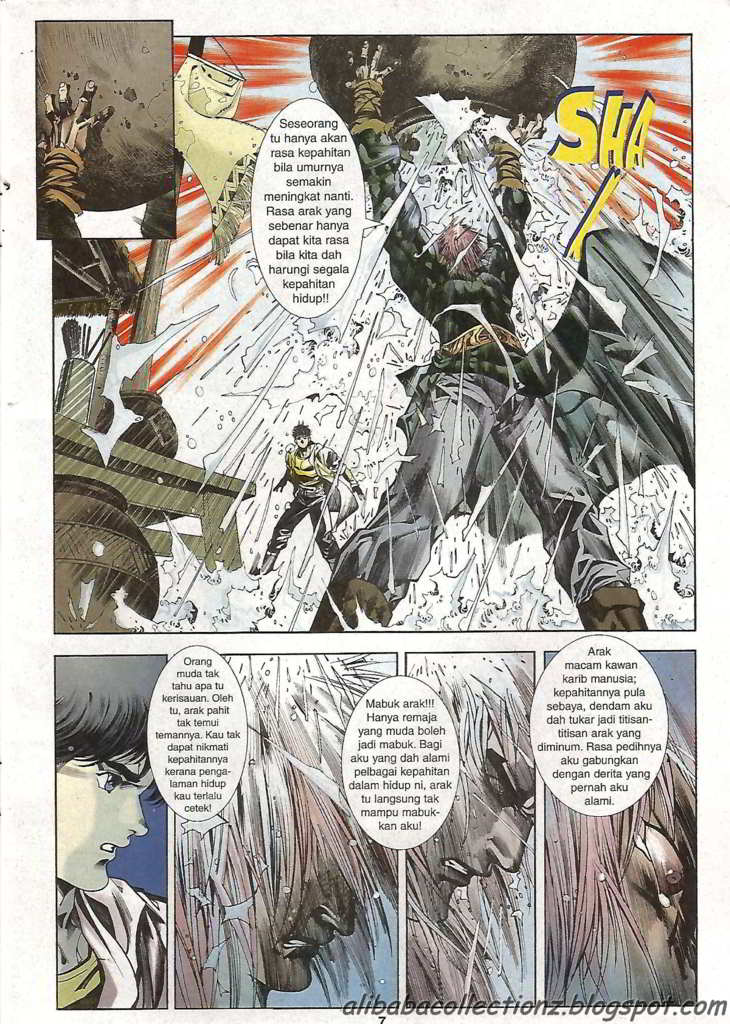 Seseorang
tu hanya akan
rasa kepahitan
bila umurnya
semakin
meningkat nanti.
Rasa arak yang
sebenar hanya
dapat kita rasa
bila dah
harungi segala
kepahitan
hidup!!
SHA
Orang
muda tak
tahu apa tu
kerisauan. Oleh
tu, arak pahit
tak temui
temannya. Kau tak
dapat nikmati
kepahitannya
kerana penga-
laman hidup
kau terlalu
cetek!
Mabuk arak!!!
Hanya remaja
yang muda boleh
jadi mabuk. Bagi
aku yang dah alami
pelbagai kepahitan
dalam hidup ni, arak
tu langsung tak
mampu mabuk-
kan aku!
Arak
macam kawan
karib manusia;
kepahitannya pula
sebaya, dendam aku
dah tukar jadi titisan-
titisan arak yang
diminum. Rasa pedihnya
aku gabungkan
dengan derita yang
pernah aku
alami.
alibabacollectionz.blogspot.com
7